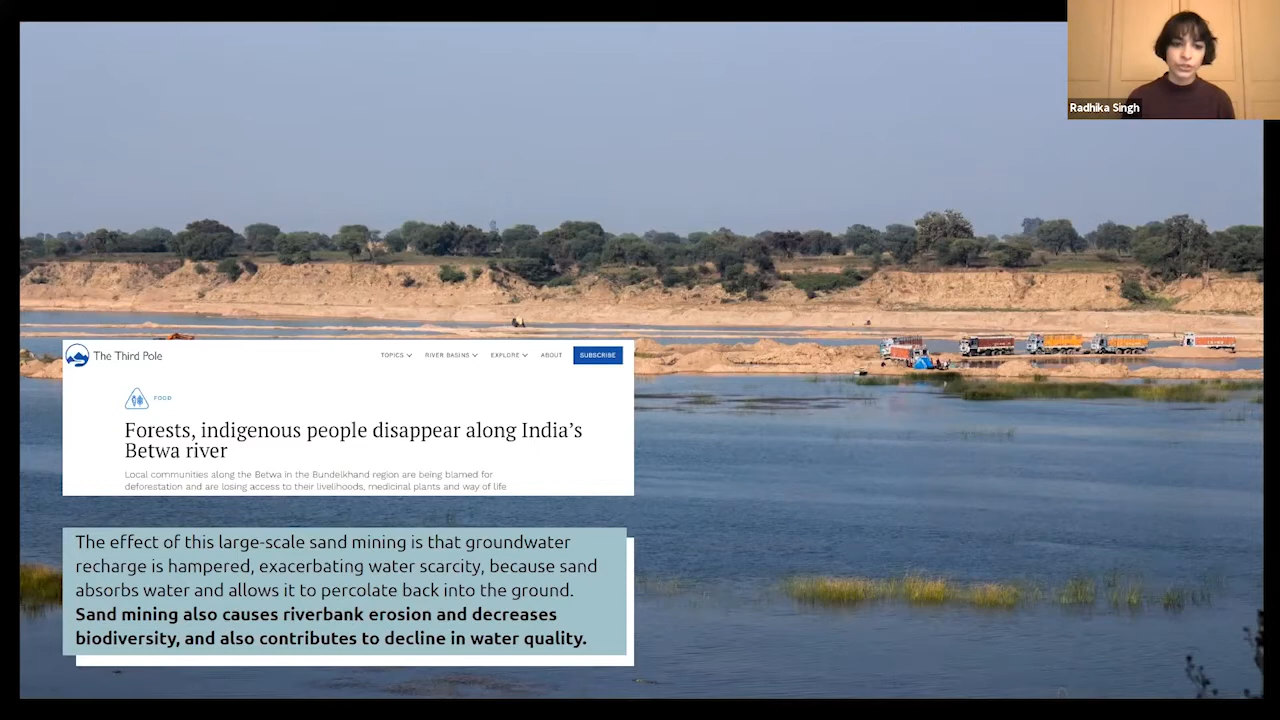 Radhika Singh
The Third Pole
TOPICS
RIVER BASINS
EXPLORE
ABOUT
SUBSCRIBE
FOOD
Forests, indigenous people disappear along India's
Betwa river
Local communities along the Betwa in the Bundelkhand region are being blamed for
deforestation and are losing access to their livelihoods, medicinal plants and way of life
The effect of this large-scale sand mining is that groundwater
recharge is hampered, exacerbating water scarcity, because sand
absorbs water and allows it to percolate back into the ground.
Sand mining also causes riverbank erosion and decreases
biodiversity, and also contributes to decline in water quality.